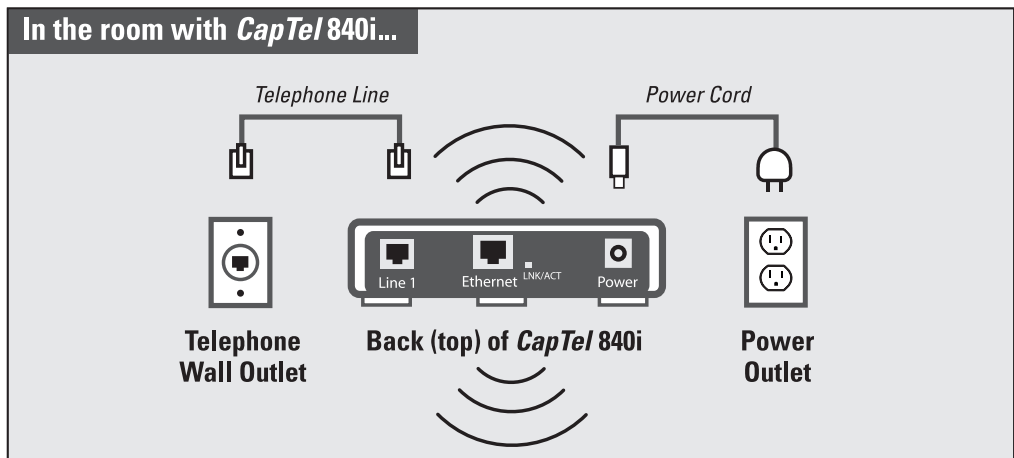 In the room with CapTel 840i...
Telephone Line
Power Cord
Line 1
Ethernet
LNK/ACT
Power
Telephone
Wall Outlet
Back (top) of CapTel 840i
Power
Outlet